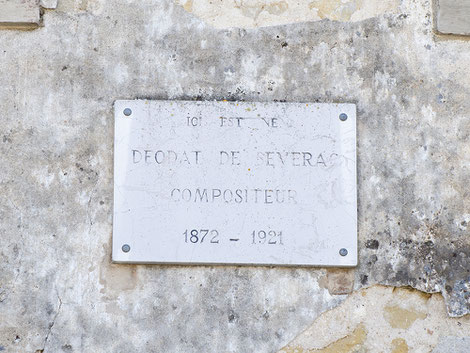 ICI EST NE
DEODAT DE SEVERAC
COMPOSITEUR
1872 - 1921